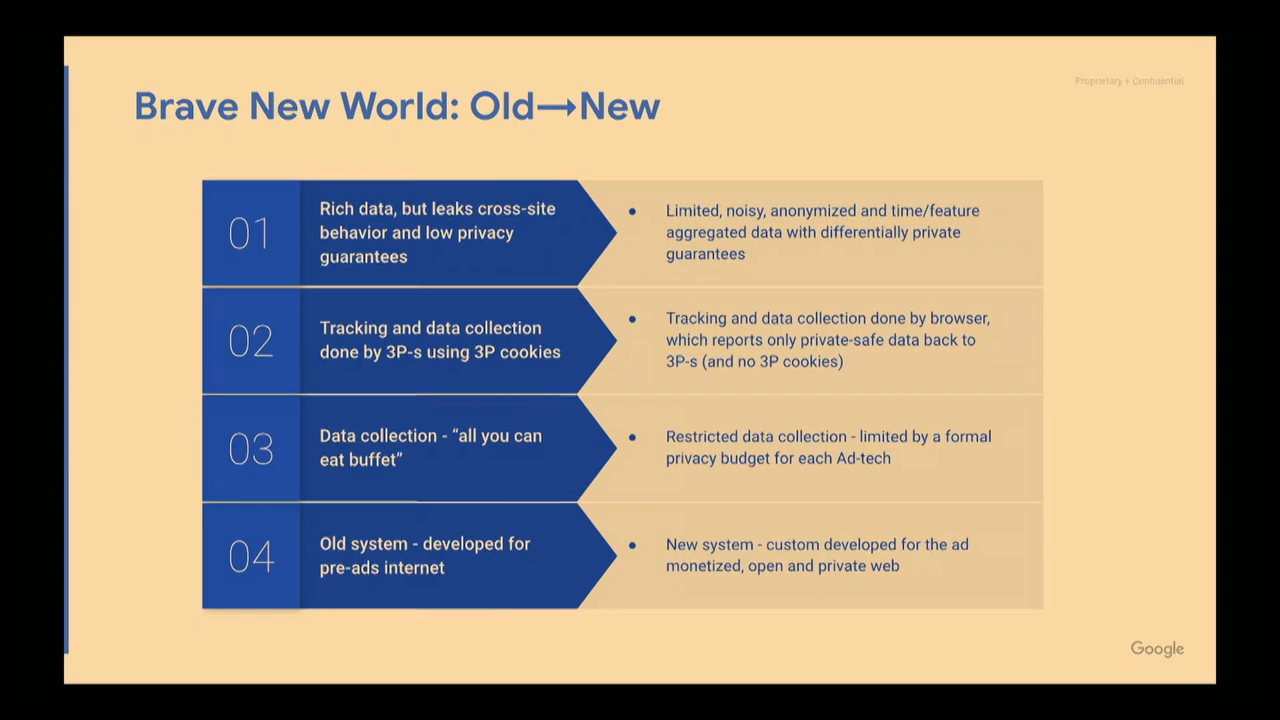 Proprietary + Confidential
Brave New World: Old→New
01
Rich data, but leaks cross-site
behavior and low privacy
guarantees
• Limited, noisy, anonymized and time/feature
aggregated data with differentially private
guarantees
02
Tracking and data collection
done by 3P-s using 3P cookies
• Tracking and data collection done by browser,
which reports only private-safe data back to
3P-s (and no 3P cookies)
03
Data collection - “all you can
eat buffet”
• Restricted data collection - limited by a formal
privacy budget for each Ad-tech
04
Old system - developed for
pre-ads internet
• New system - custom developed for the ad
monetized, open and private web
Google